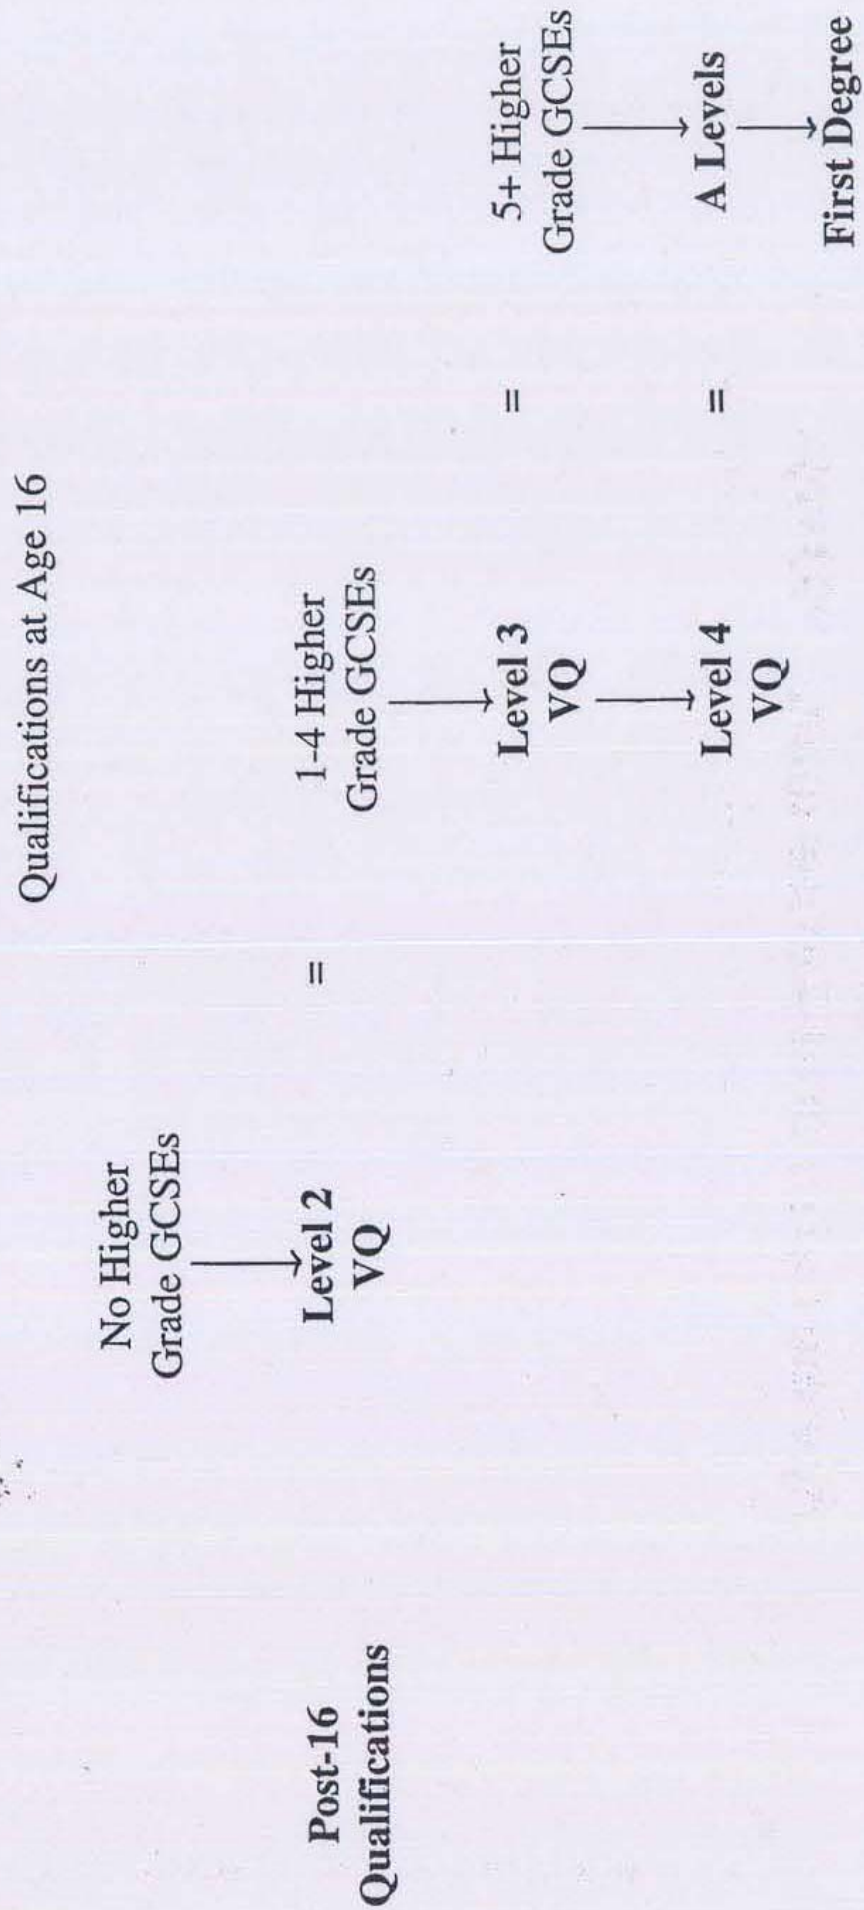 Qualifications at Age 16
No Higher
Grade GCSEs
1-4 Higher
Grade GCSEs
5+ Higher
Grade GCSEs
Post-16
Qualifications
Level 2
VQ
=
Level 3
VQ
=
A Levels
Level 4
VQ
=
First Degree